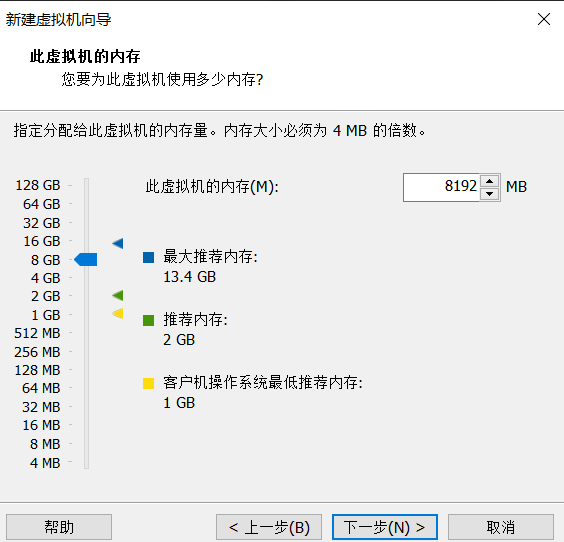 新建虚拟机向导
此虚拟机的内存
您要为此虚拟机使用多少内存?
指定分配给此虚拟机的内存量。内存大小必须为 4 MB 的倍数。
128 GB
64 GB
32 GB
16 GB
8 GB
4 GB
2 GB
1 GB
512 MB
256 MB
128 MB
64 MB
32 MB
16 MB
8 MB
4 MB
此虚拟机的内存(M): 8192 MB
最大推荐内存:
13.4 GB
推荐内存:
2 GB
客户机操作系统最低推荐内存:
1 GB
帮助 < 上一步(B) 下一步(N) > 取消